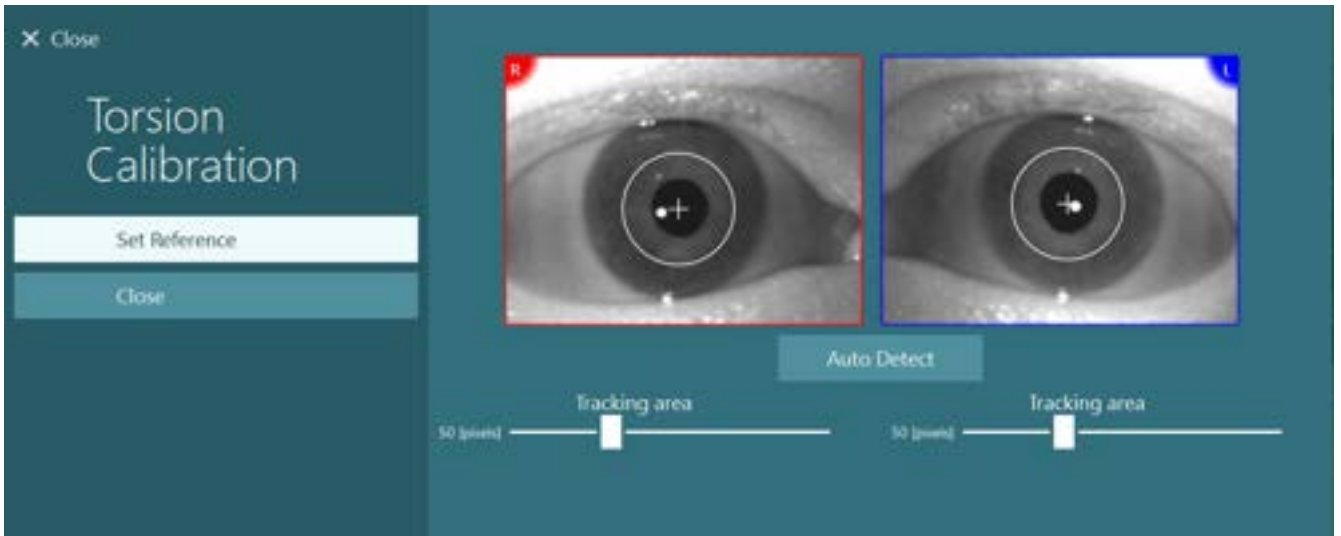 ✕ Close
Torsion
Calibration
Set Reference
Close
R
L
Auto Detect
Tracking area
50 [pixels]
Tracking area
50 [pixels]